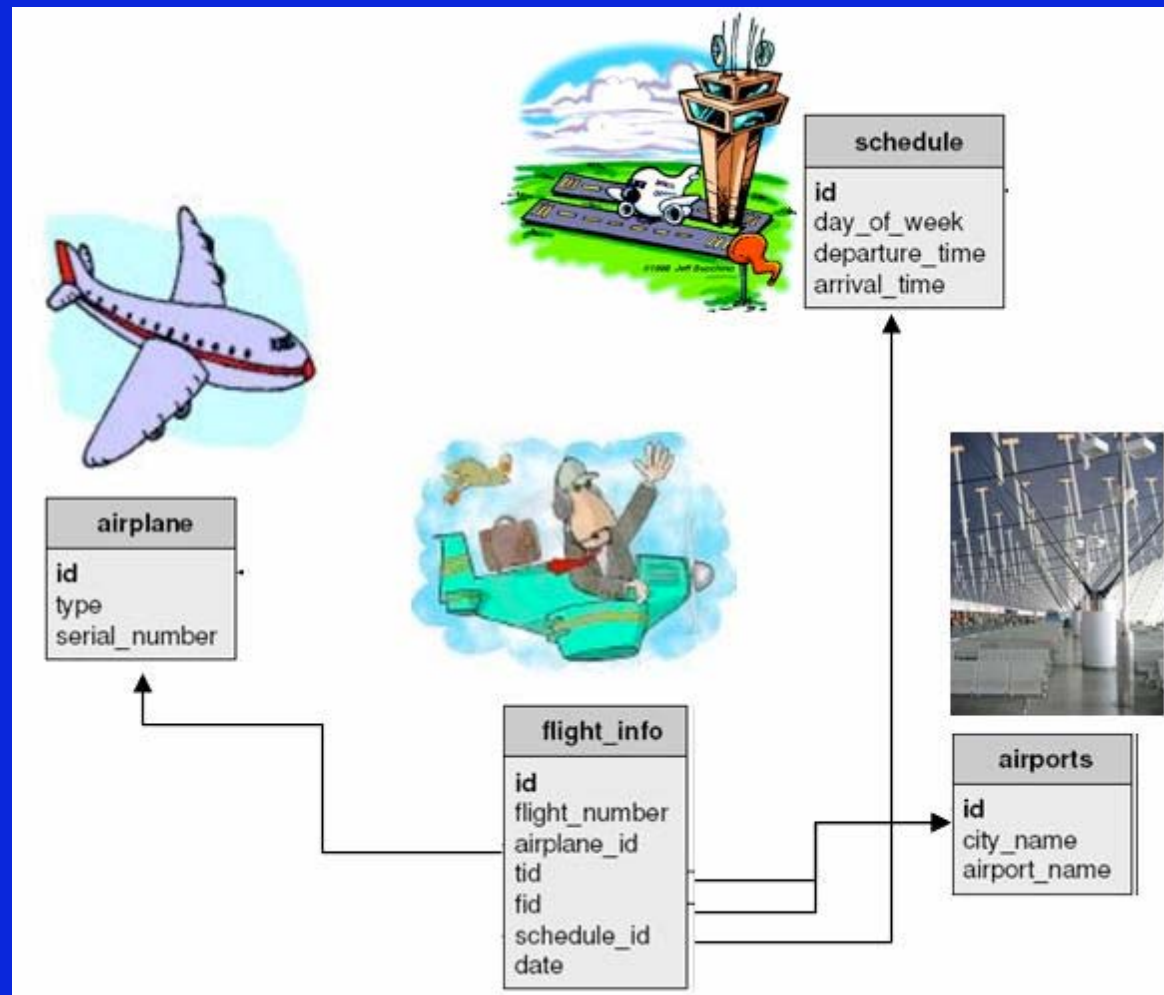 schedule
id
day_of_week
departure_time
arrival_time
airplane
id
type
serial_number
flight_info
id
flight_number
airplane_id
tid
fid
schedule_id
date
airports
id
city_name
airport_name